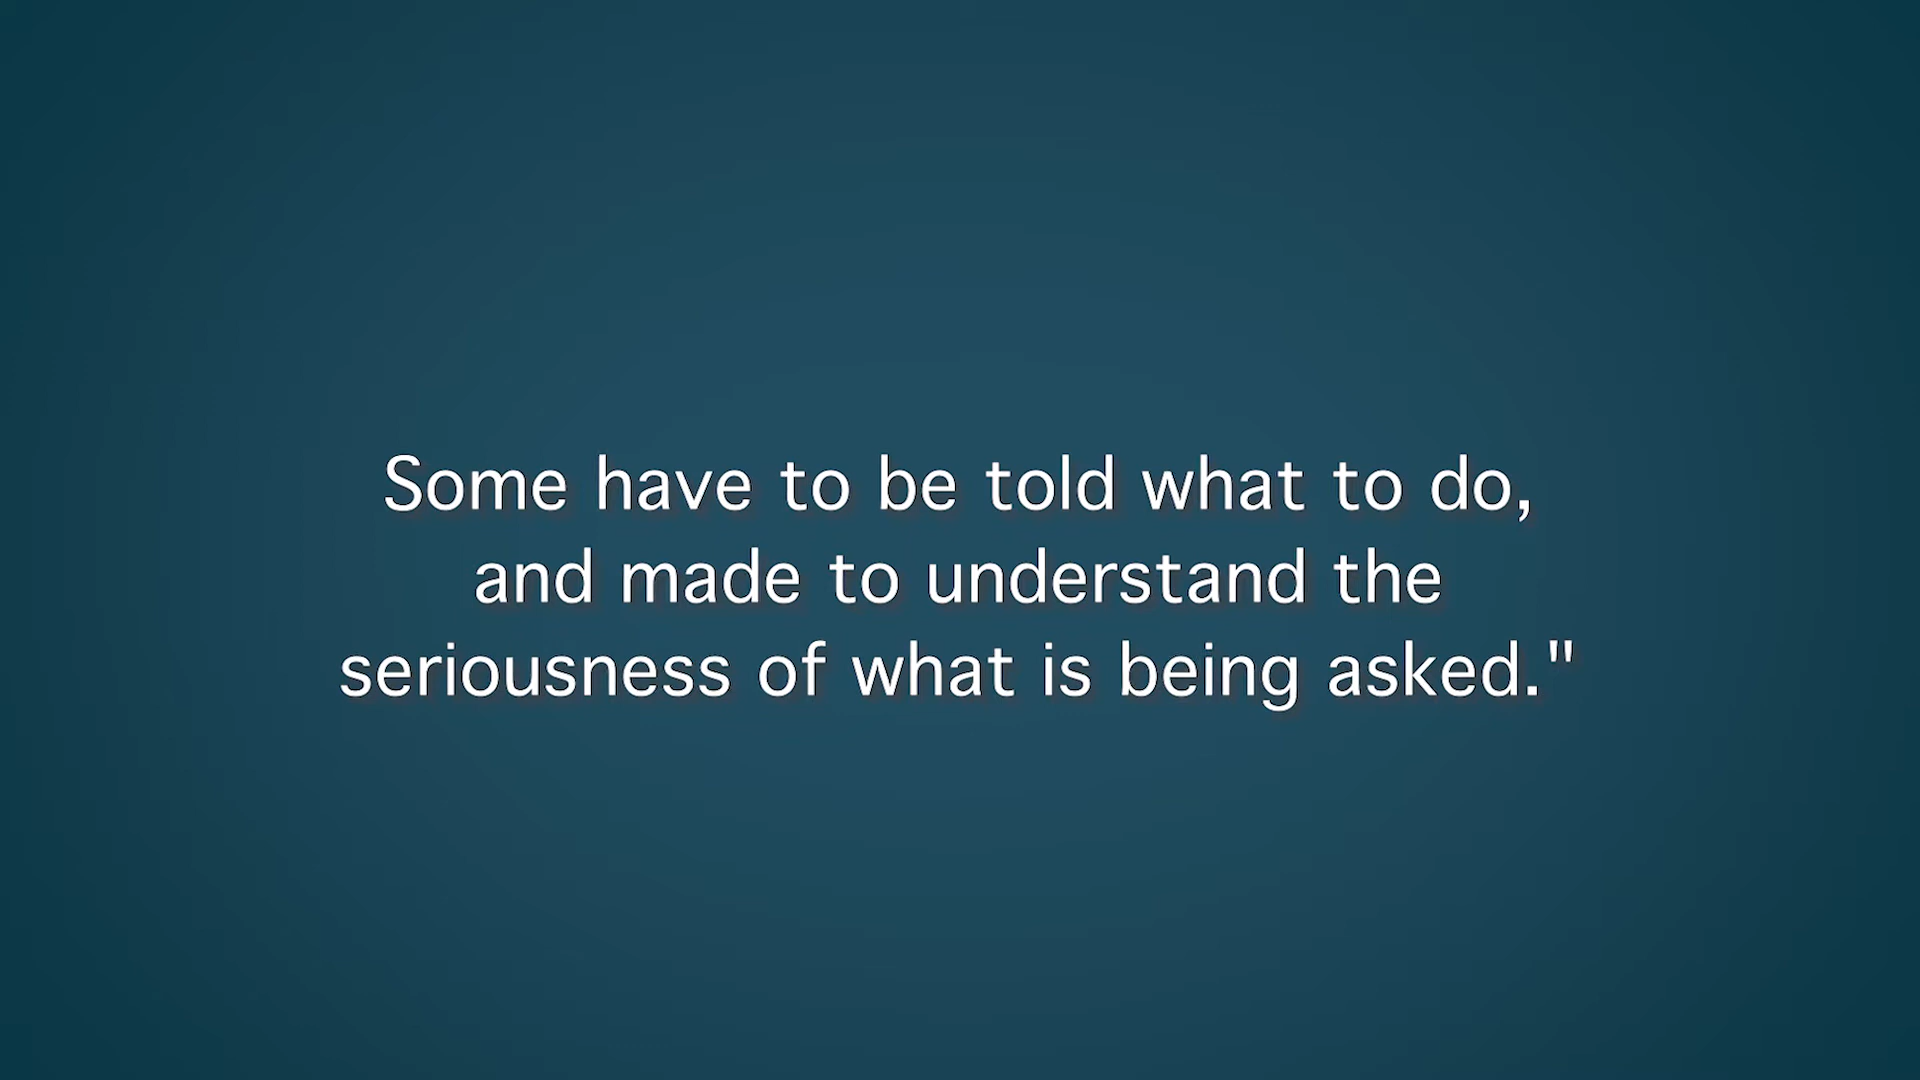 Some have to be told what to do,
and made to understand the
seriousness of what is being asked."